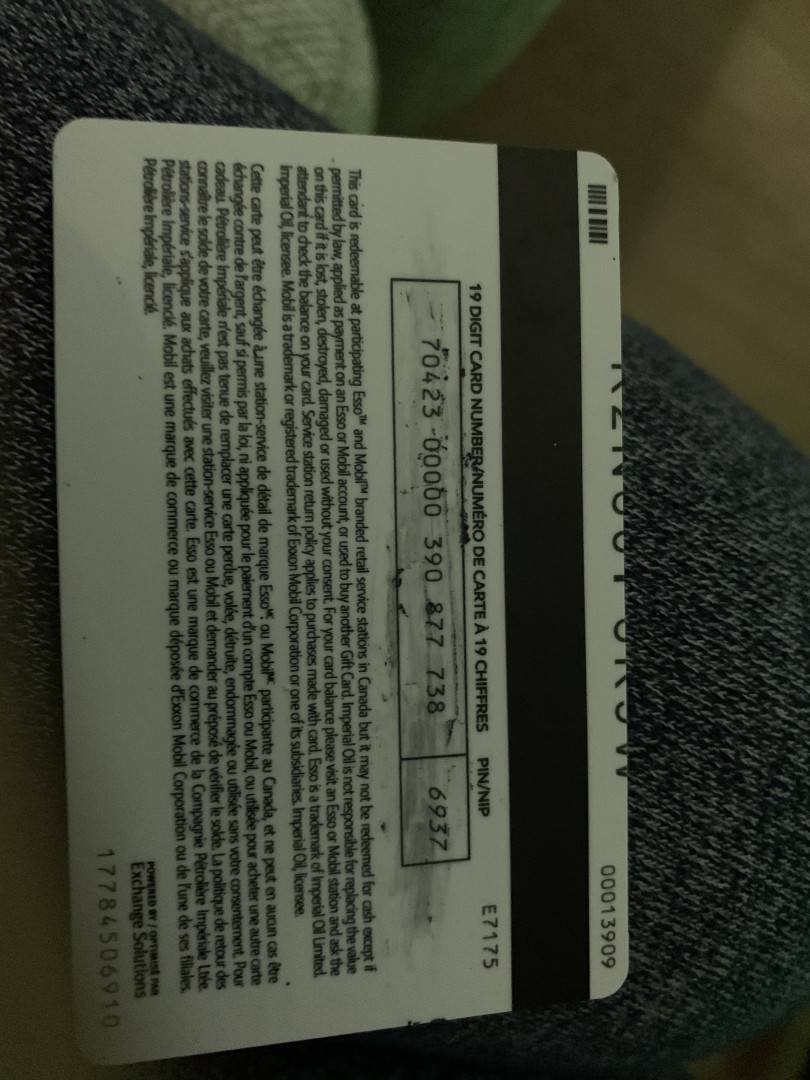 00013909
E7175
19 DIGIT CARD NUMBER/NUMÉRO DE CARTE À 19 CHIFFRES PIN/NIP
70423 00000 390 877 738 6937
This card is redeemable at participating Esso™ and Mobil™ branded retail service stations in Canada but it may not be redeemed for cash except if
permitted by law, applied as payment on an Esso or Mobil account, or used to buy another Gift Card. Imperial Oil is not responsible for replacing the value
on this card if it is lost, stolen, destroyed, damaged or used without your consent. For your card balance please visit an Esso or Mobil station and ask the
attendant to check the balance on your card. Service station return policy applies to purchases made with card. Esso is a trademark of Imperial Oil Limited.
Imperial Oil, licensee. Mobil is a trademark or registered trademark of Exxon Mobil Corporation or one of its subsidiaries. Imperial Oil, licensee.
Cette carte peut être échangée à une station-service de détail de marque Esso MC ou Mobil MC participante au Canada, et ne peut en aucun cas être
échangée contre de l'argent, sauf si permis par la loi, ni appliquée pour le paiement d'un compte Esso ou Mobil, ou utilisée pour acheter une autre carte
cadeau. Pétrolière Impériale n'est pas tenue de remplacer une carte perdue, volée, détruite, endommagée ou utilisée sans votre consentement. Pour
connaître le solde de votre carte, veuillez visiter une station-service Esso ou Mobil et demander au préposé de vérifier le solde. La politique de retour des
stations-service s'applique aux achats effectués avec cette carte. Esso est une marque de commerce de la Compagnie Pétrolière Impériale Ltée.
Pétrolière Impériale, licencié. Mobil est une marque de commerce ou marque déposée d'Exxon Mobil Corporation ou de l'une de ses filiales.
Pétrolière Impériale, licencié.
POWERED BY / OPTIMISÉ PAR
Exchange Solutions
17784506910